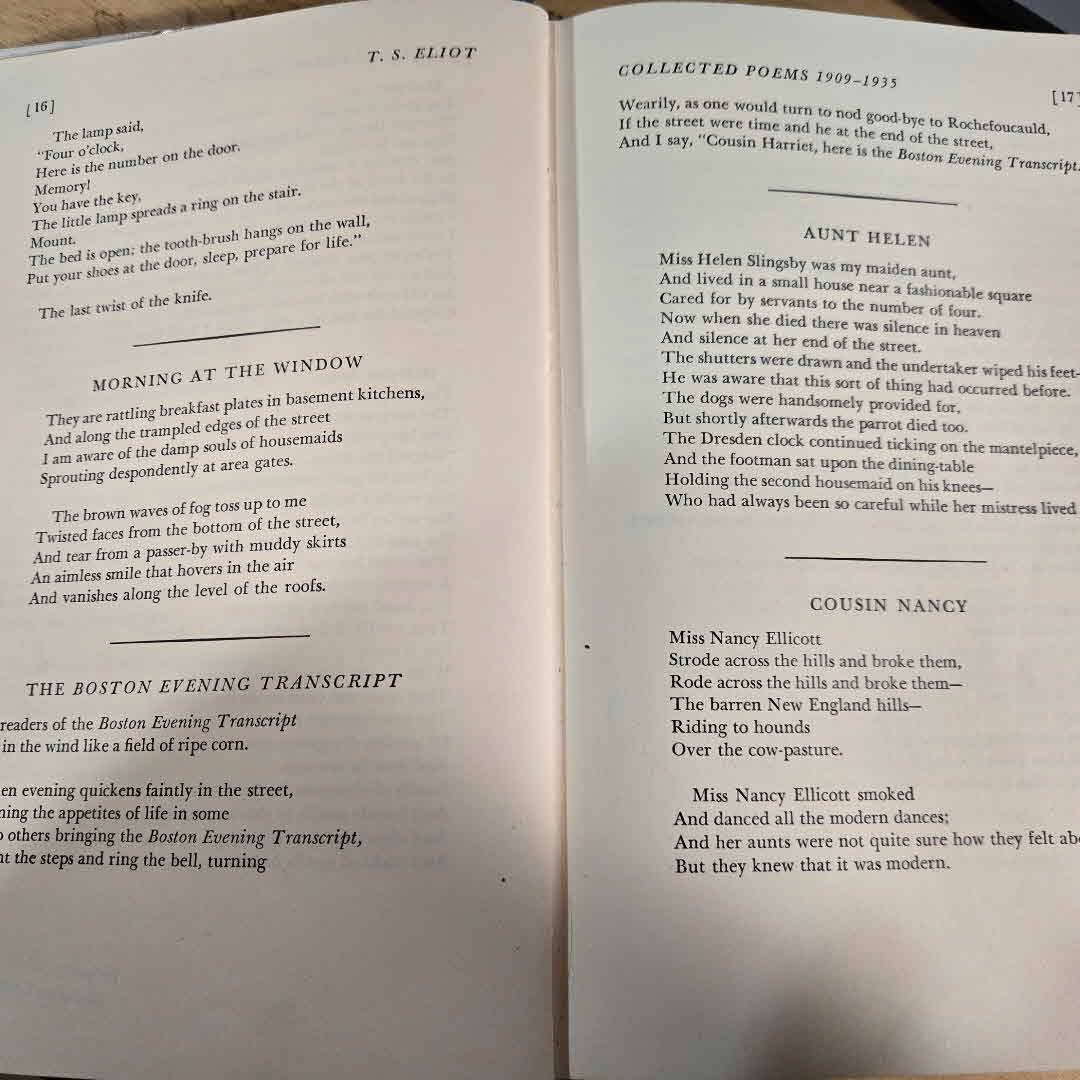 T. S. ELIOT
[ 16 ]
The lamp said,
"Four o'clock,
Here is the number on the door.
Memory!
You have the key,
The little lamp spreads a ring on the stair.
Mount.
The bed is open; the tooth-brush hangs on the wall,
Put your shoes at the door, sleep, prepare for life."
The last twist of the knife.
MORNING AT THE WINDOW
They are rattling breakfast plates in basement kitchens,
And along the trampled edges of the street
I am aware of the damp souls of housemaids
Sprouting despondently at area gates.
The brown waves of fog toss up to me
Twisted faces from the bottom of the street,
And tear from a passer-by with muddy skirts
An aimless smile that hovers in the air
And vanishes along the level of the roofs.
THE BOSTON EVENING TRANSCRIPT
readers of the Boston Evening Transcript
in the wind like a field of ripe corn.
evening quickens faintly in the street,
the appetites of life in some
others bringing the Boston Evening Transcript,
the steps and ring the bell, turning
COLLECTED POEMS 1909–1935
[ 17 ]
Wearily, as one would turn to nod good-bye to Rochefoucauld,
If the street were time and he at the end of the street,
And I say, "Cousin Harriet, here is the Boston Evening Transcript.
AUNT HELEN
Miss Helen Slingsby was my maiden aunt,
And lived in a small house near a fashionable square
Cared for by servants to the number of four.
Now when she died there was silence in heaven
And silence at her end of the street.
The shutters were drawn and the undertaker wiped his feet—
He was aware that this sort of thing had occurred before.
The dogs were handsomely provided for,
But shortly afterwards the parrot died too.
The Dresden clock continued ticking on the mantelpiece,
And the footman sat upon the dining-table
Holding the second housemaid on his knees—
Who had always been so careful while her mistress lived
COUSIN NANCY
Miss Nancy Ellicott
Strode across the hills and broke them,
Rode across the hills and broke them—
The barren New England hills—
Riding to hounds
Over the cow-pasture.
Miss Nancy Ellicott smoked
And danced all the modern dances;
And her aunts were not quite sure how they felt
But they knew that it was modern.